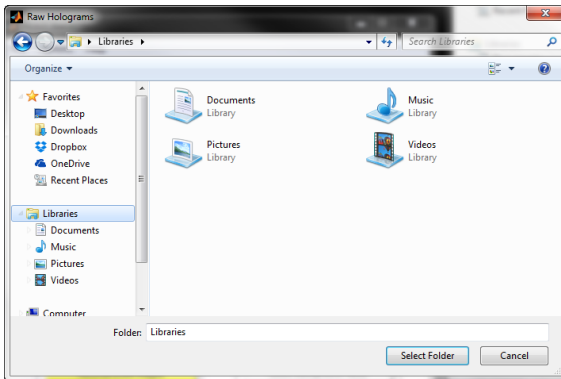 Raw Holograms
Libraries
Search Libraries
Organize
Favorites
Desktop
Downloads
Dropbox
OneDrive
Recent Places
Libraries
Documents
Music
Pictures
Videos
Computer
Documents
Library
Music
Library
Pictures
Library
Videos
Library
Folder: Libraries
Select Folder
Cancel